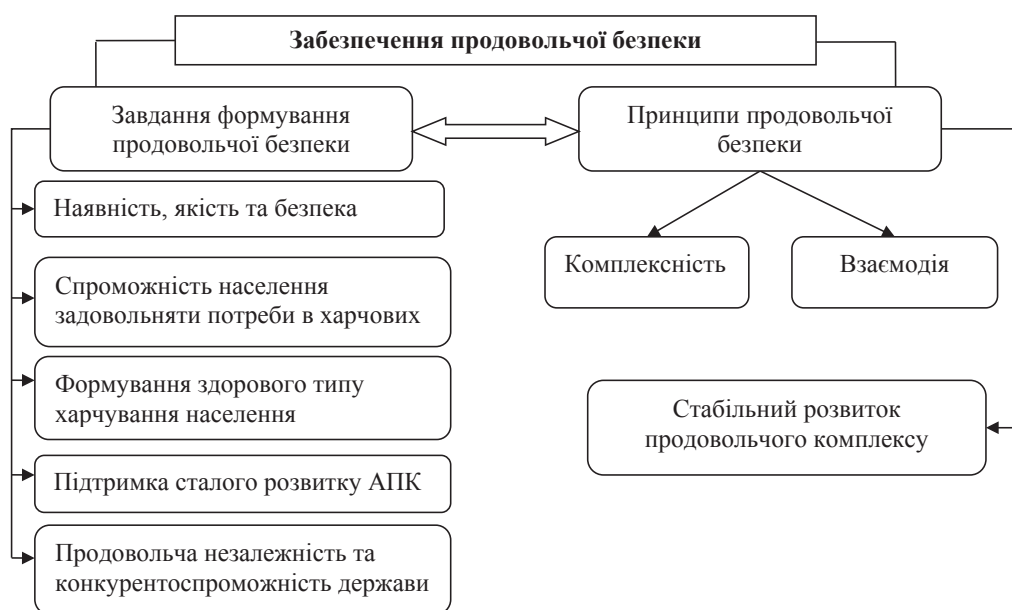 Забезпечення продовольчої безпеки
Завдання формування
продовольчої безпеки
Принципи продовольчої
безпеки
Наявність, якість та безпека
Спроможність населення
задовольняти потреби в харчових
Формування здорового типу
харчування населення
Підтримка сталого розвитку АПК
Продовольча незалежність та
конкурентоспроможність держави
Комплексність
Взаємодія
Стабільний розвиток
продовольчого комплексу